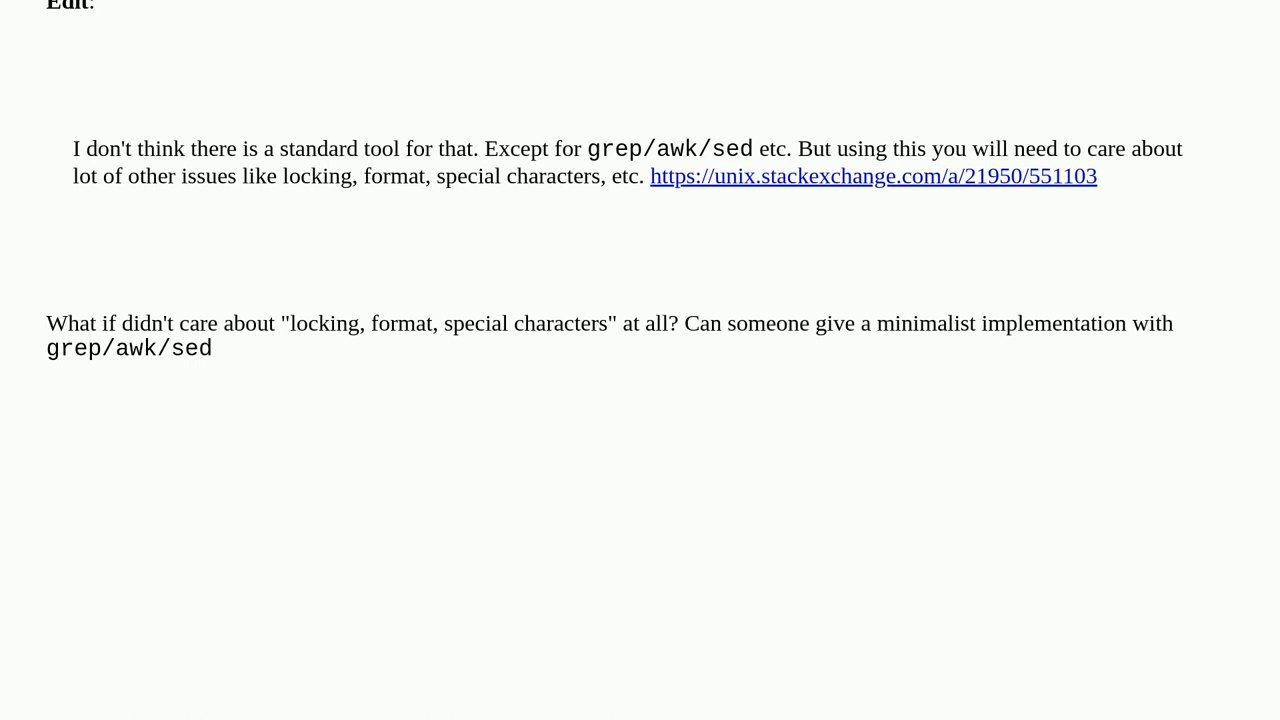 Edit:
I don't think there is a standard tool for that. Except for grep/awk/sed etc. But using this you will need to care about
lot of other issues like locking, format, special characters, etc. https://unix.stackexchange.com/a/21950/551103
What if didn't care about "locking, format, special characters" at all? Can someone give a minimalist implementation with
grep/awk/sed